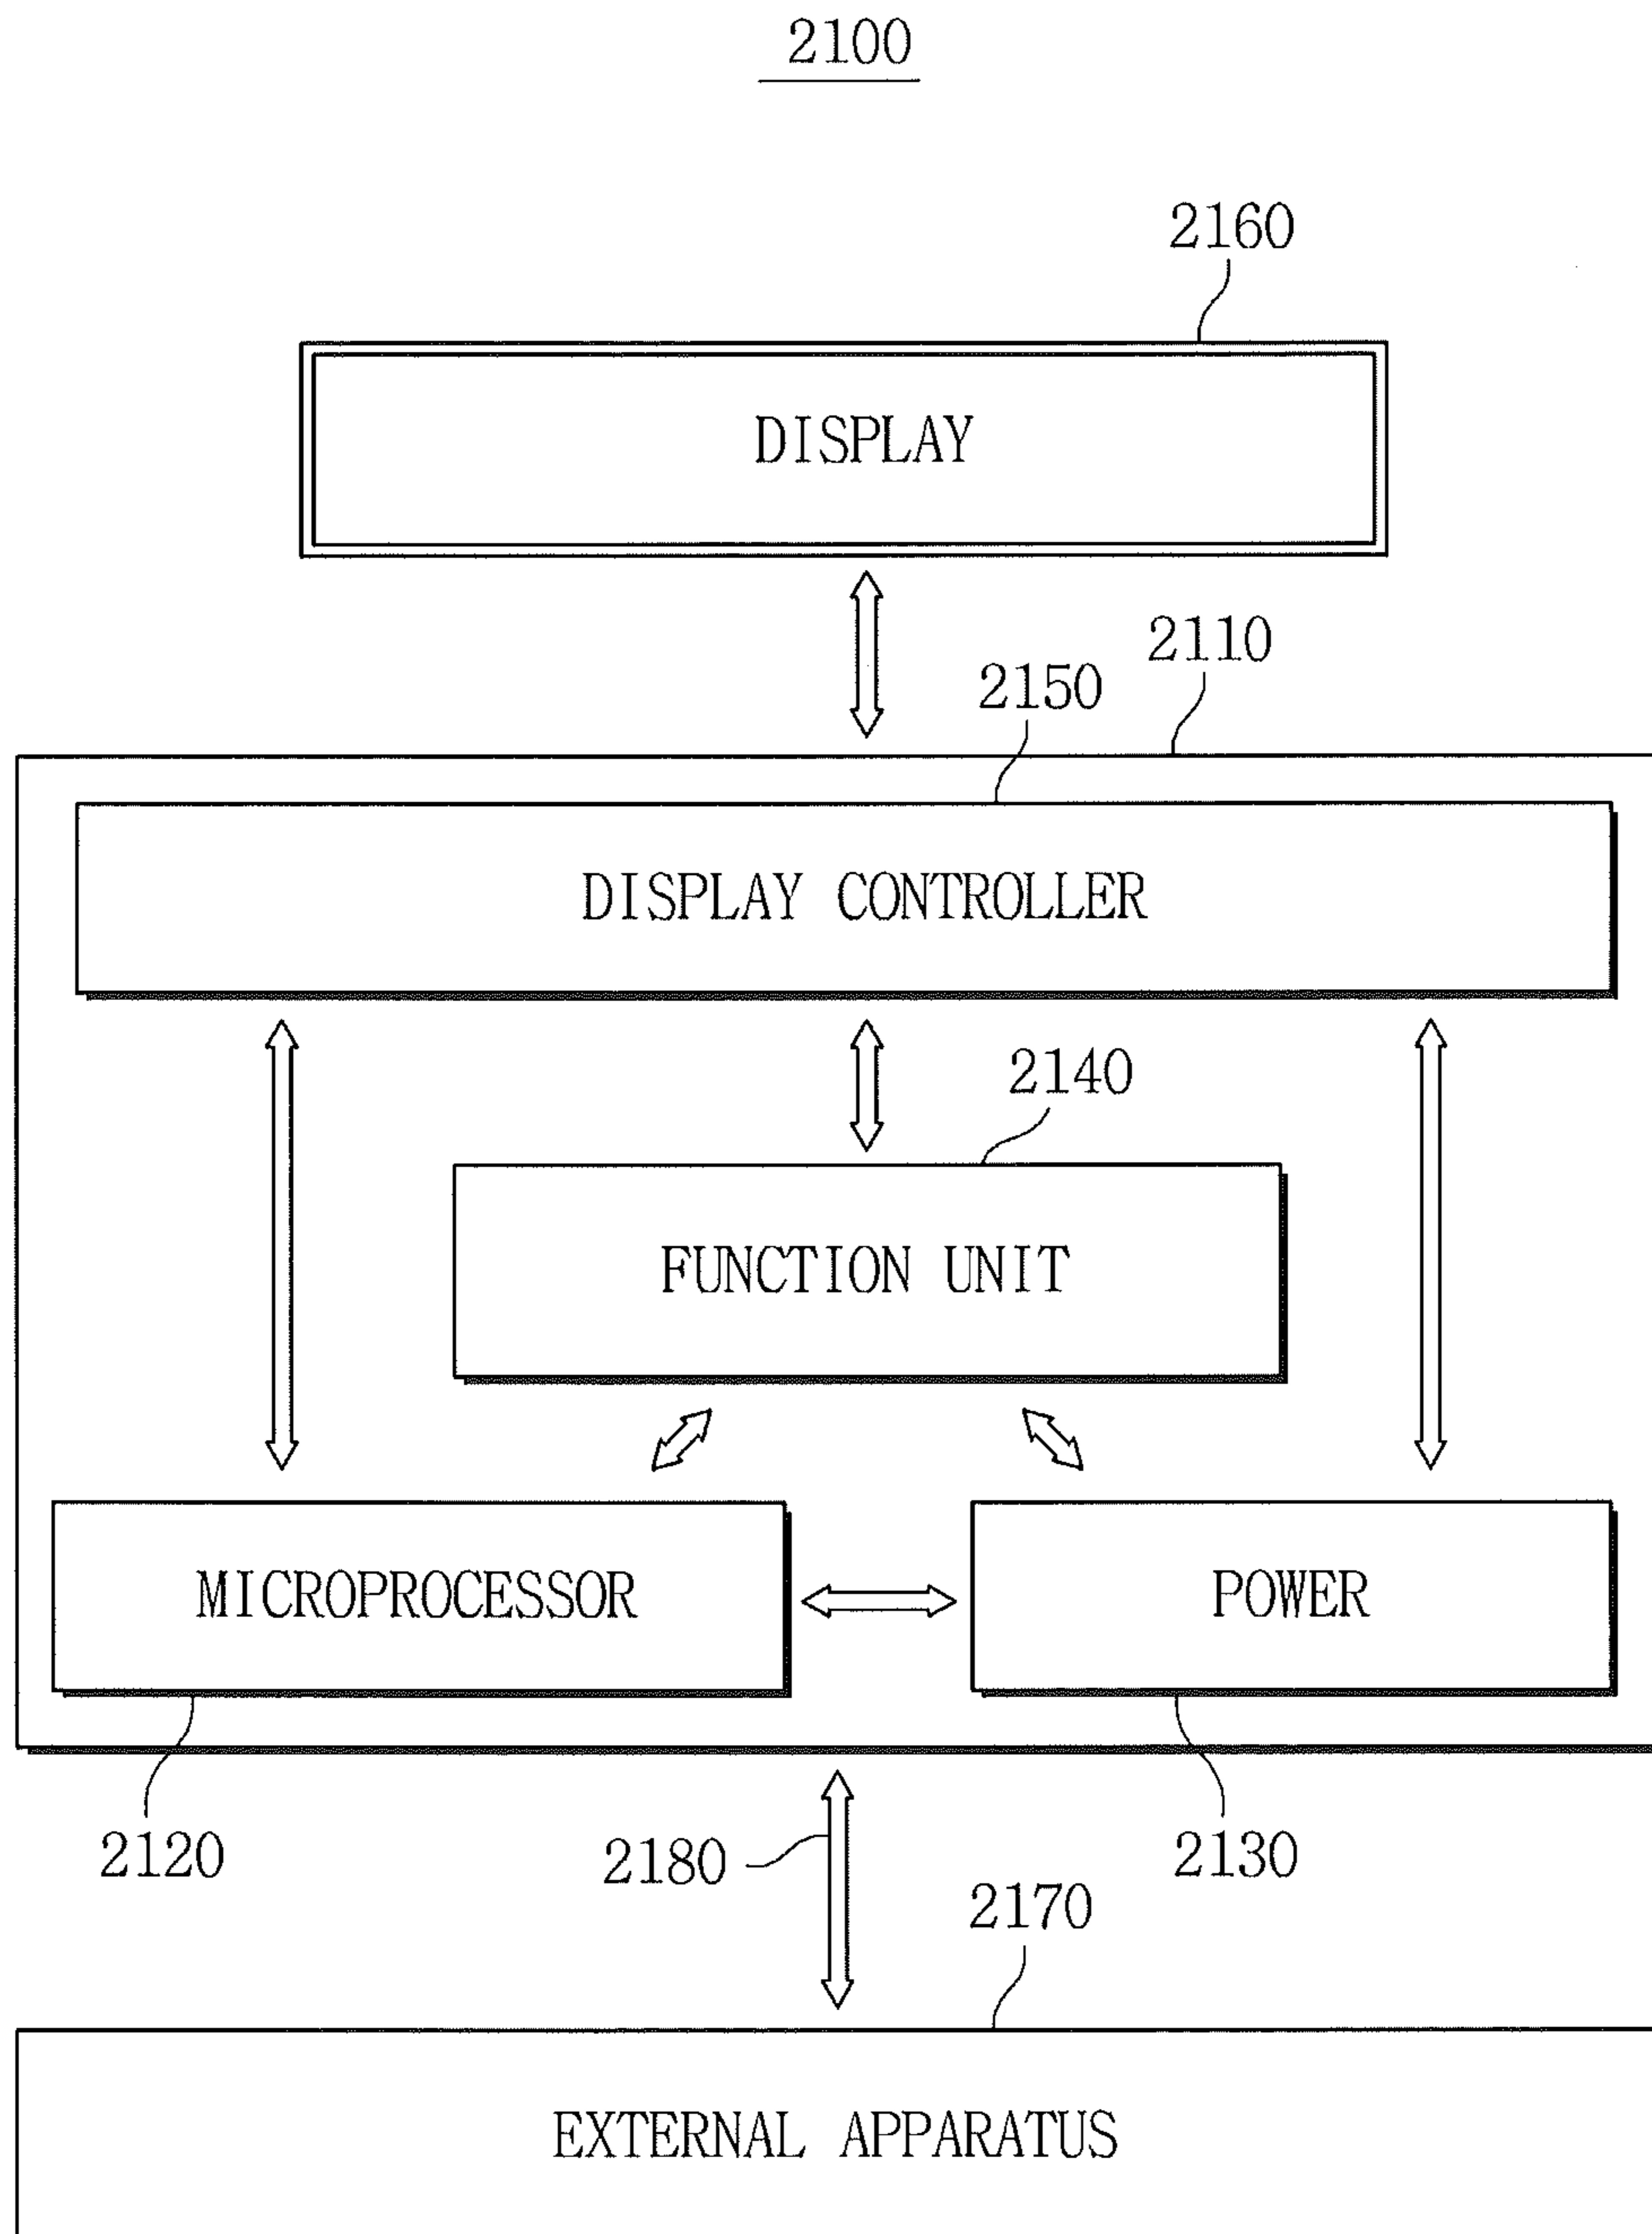 2100
2160
DISPLAY
2110
2150
DISPLAY CONTROLLER
2140
FUNCTION UNIT
MICROPROCESSOR
POWER
2120
2180
2130
2170
EXTERNAL APPARATUS